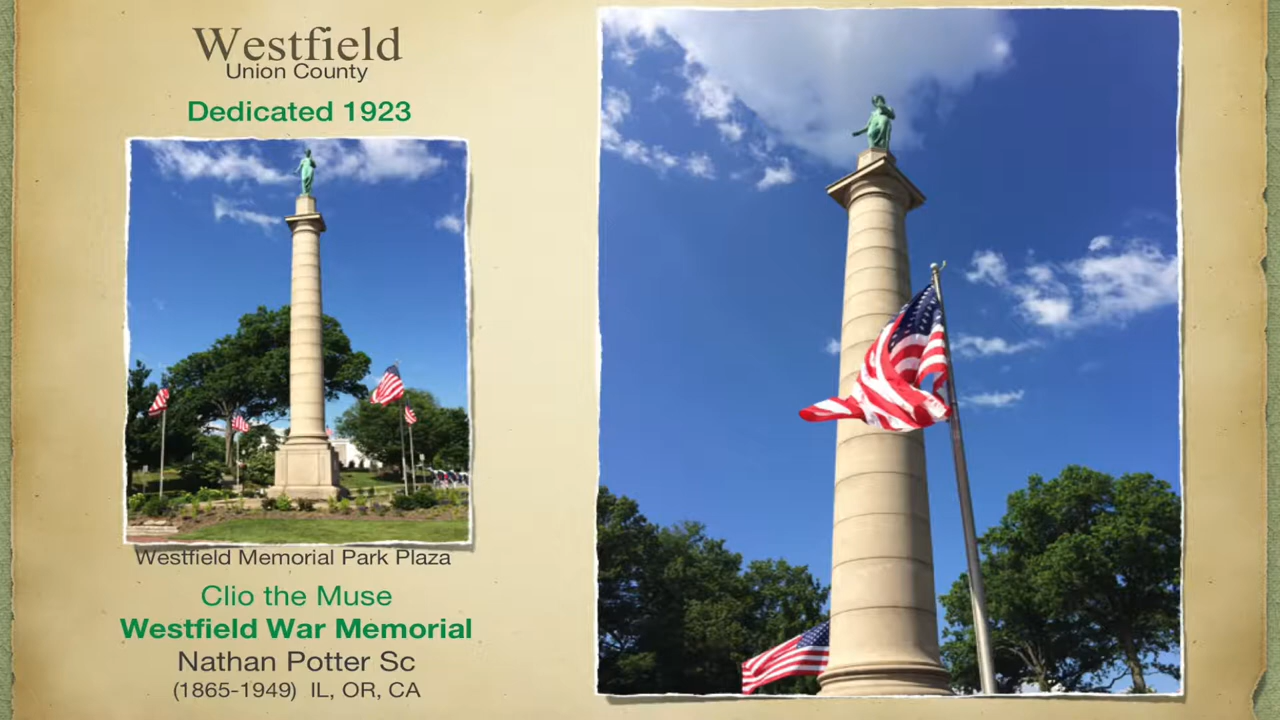 Westfield
Union County
Dedicated 1923
Westfield Memorial Park Plaza
Clio the Muse
Westfield War Memorial
Nathan Potter Sc
(1865-1949) IL, OR, CA